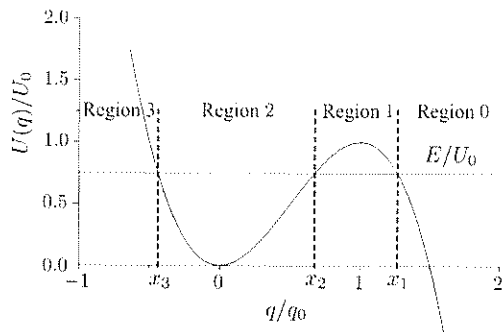 2.0
1.5
1.0
0.5
0.0
U(q)/U₀
Region 3
Region 2
Region 1
Region 0
E/U₀
−1
x₃
0
x₂
1
x₁
2
q/q₀